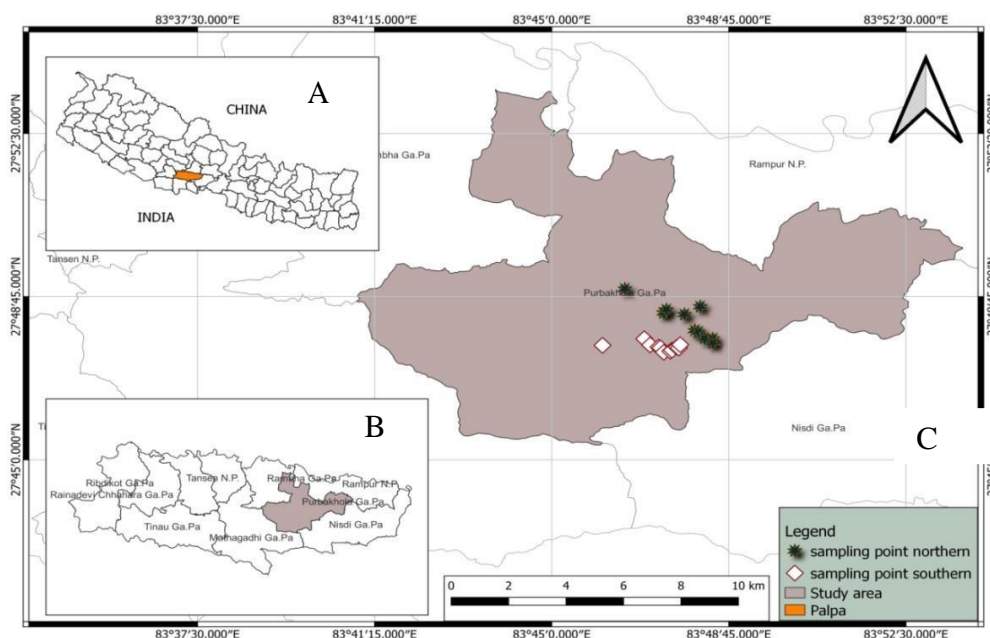 83°37'30.000"E 83°41'15.000"E 83°45'0.000"E 83°48'45.000"E 83°52'30.000"E
27°52'30.000"N
27°48'45.000"N
27°45'0.000"N
A
CHINA
INDIA
nbha Ga.Pa
Rampur N.P.
Tansen N.P.
Purbakhola Ga.Pa
Nisdi Ga.Pa
C
B
Ribdikot Ga.Pa
Rainadevi Chhahara Ga.Pa
Tansen N.P.
Rambha Ga.Pa
Rampur N.P.
Purbakhola Ga.Pa
Tinau Ga.Pa
Nisdi Ga.Pa
Mathagadhi Ga.Pa
0 2 4 6 8 10 km
Legend
sampling point northern
sampling point southern
Study area
Palpa
83°37'30.000"E 83°41'15.000"E 83°45'0.000"E 83°48'45.000"E 83°52'30.000"E